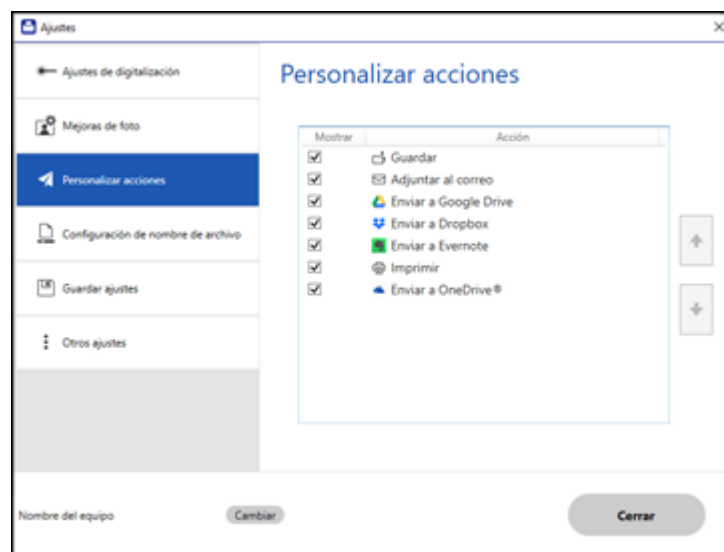 Ajustes
Ajustes de digitalización
Mejoras de foto
Personalizar acciones
Configuración de nombre de archivo
Guardar ajustes
Otros ajustes
Personalizar acciones
Mostrar Acción
Guardar
Adjuntar al correo
Enviar a Google Drive
Enviar a Dropbox
Enviar a Evernote
Imprimir
Enviar a OneDrive®
Nombre del equipo Cambiar Cerrar